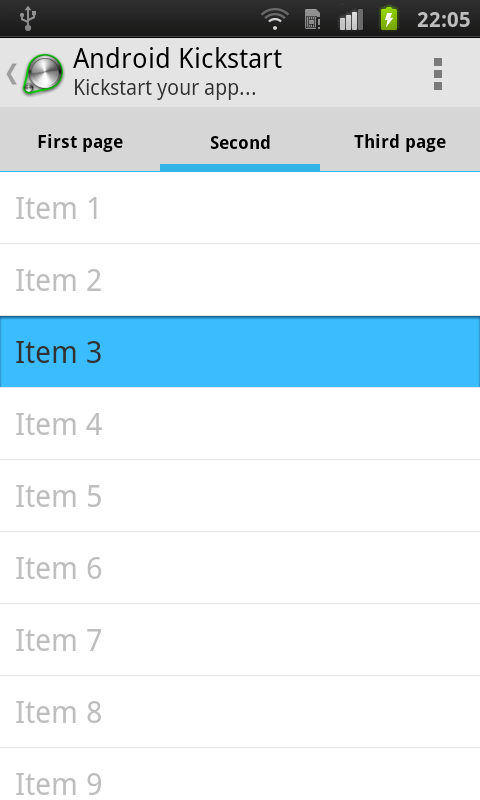 22:05
Android Kickstart
Kickstart your app...
First page Second Third page
Item 1
Item 2
Item 3
Item 4
Item 5
Item 6
Item 7
Item 8
Item 9